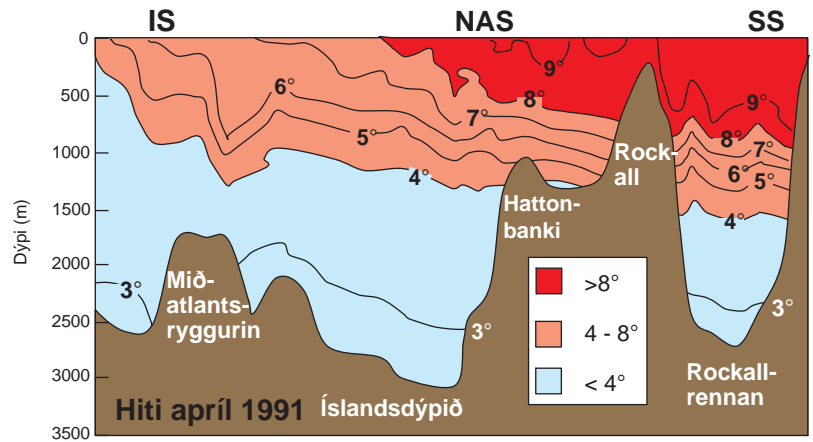 IS
NAS
SS
0
500
1000
1500
2000
2500
3000
3500
Dýpi (m)
9°
9°
6°
8°
7°
5°
4°
8°
7°
6°
5°
4°
Rock-
all
Hatton-
banki
Mið-
atlants-
ryggurin
3°
3°
3°
>8°
4 - 8°
< 4°
Hiti apríl 1991
Íslandsdýpið
Rockall-
rennan